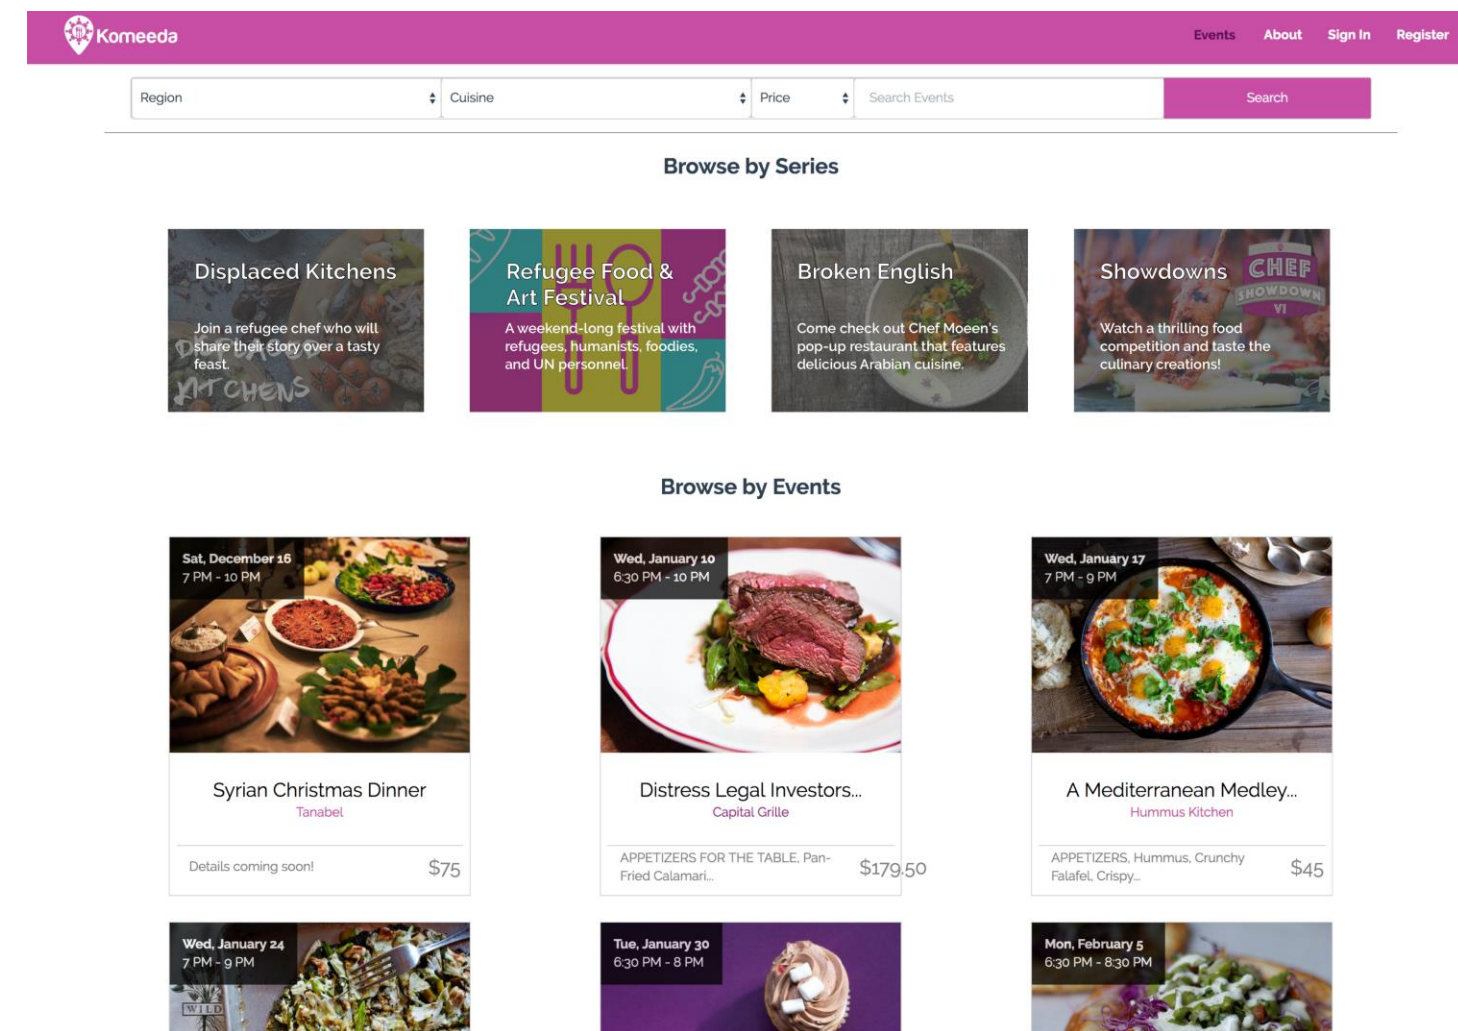 Komeeda
Events About Sign In Register
Region Cuisine Price Search Events Search
Browse by Series
Displaced Kitchens
Join a refugee chef who will
share their story over a tasty
feast.
KITCHENS
Refugee Food &
Art Festival
A weekend-long festival with
refugees, humanists, foodies,
and UN personnel.
Broken English
Come check out Chef Moeen's
pop-up restaurant that features
delicious Arabian cuisine.
Showdowns
CHEF
SHOWDOWN
VI
Watch a thrilling food
competition and taste the
culinary creations!
Browse by Events
Sat, December 16
7 PM - 10 PM
Syrian Christmas Dinner
Tanabel
Details coming soon!
$75
Wed, January 10
6:30 PM - 10 PM
Distress Legal Investors...
Capital Grille
APPETIZERS FOR THE TABLE, Pan-
Fried Calamari...
$179.50
Wed, January 17
7 PM - 9 PM
A Mediterranean Medley...
Hummus Kitchen
APPETIZERS, Hummus, Crunchy
Falafel, Crispy...
$45
Wed, January 24
7 PM - 9 PM
WILD
Tue, January 30
6:30 PM - 8 PM
Mon, February 5
6:30 PM - 8:30 PM